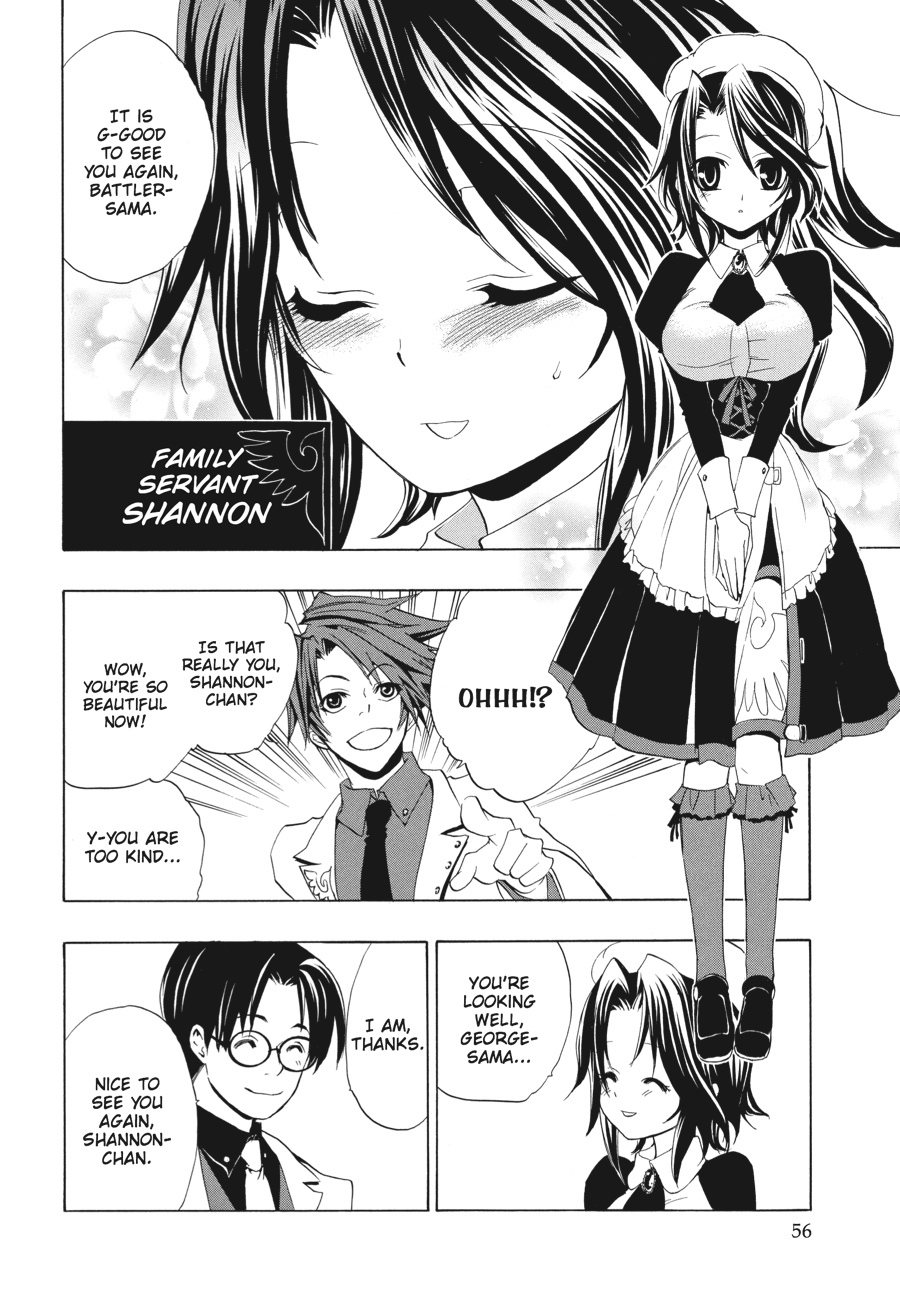 IT IS
G-GOOD
TO SEE
YOU AGAIN,
BATTLER-
SAMA.
FAMILY
SERVANT
SHANNON
OHHH!?
IS THAT
REALLY YOU,
SHANNON-
CHAN?
WOW,
YOU'RE SO
BEAUTIFUL
NOW!
Y-YOU ARE
TOO KIND...
YOU'RE
LOOKING
WELL,
GEORGE-
SAMA...
I AM,
THANKS.
NICE TO
SEE YOU
AGAIN,
SHANNON-
CHAN.
56